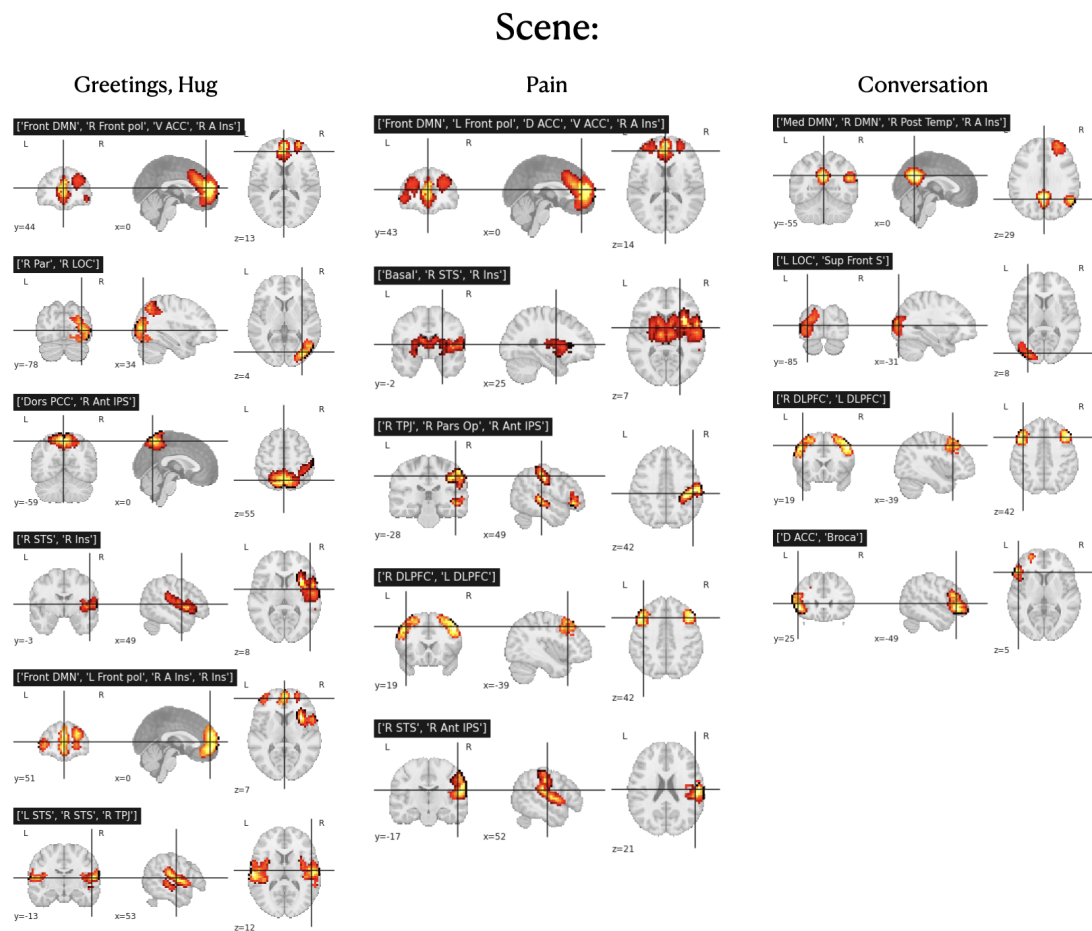 Scene:
Greetings, Hug
['Front DMN', 'R Front pol', 'V ACC', 'R A Ins']
L R R
y=44 x=0 z=13
['R Par', 'R LOC']
L R L R
y=-78 x=34 z=4
['Dors PCC', 'R Ant IPS']
L R L R
y=-59 x=0 z=55
['R STS', 'R Ins']
L R L R
y=-3 x=49 z=8
['Front DMN', 'L Front pol', 'R A Ins', 'R Ins']
L R L R
y=51 x=0 z=7
['L STS', 'R STS', 'R TPJ']
L R L R
y=-13 x=53 z=12
Pain
['Front DMN', 'L Front pol', 'D ACC', 'V ACC', 'R A Ins']
L R L R
y=43 x=0 z=14
['Basal', 'R STS', 'R Ins']
L R L R
y=-2 x=25 z=7
['R TPJ', 'R Pars Op', 'R Ant IPS']
L R L R
y=-28 x=49 z=42
['R DLPFC', 'L DLPFC']
L R L R
y=19 x=-39 z=42
['R STS', 'R Ant IPS']
L R L R
y=-17 x=52 z=21
Conversation
['Med DMN', 'R DMN', 'R Post Temp', 'R A Ins']
L R L R
y=-55 x=0 z=29
['L LOC', 'Sup Front S']
L R L R
y=-85 x=-31 z=8
['R DLPFC', 'L DLPFC']
L R L R
y=19 x=-39 z=42
['D ACC', 'Broca']
L R L R
y=25 x=-49 z=5